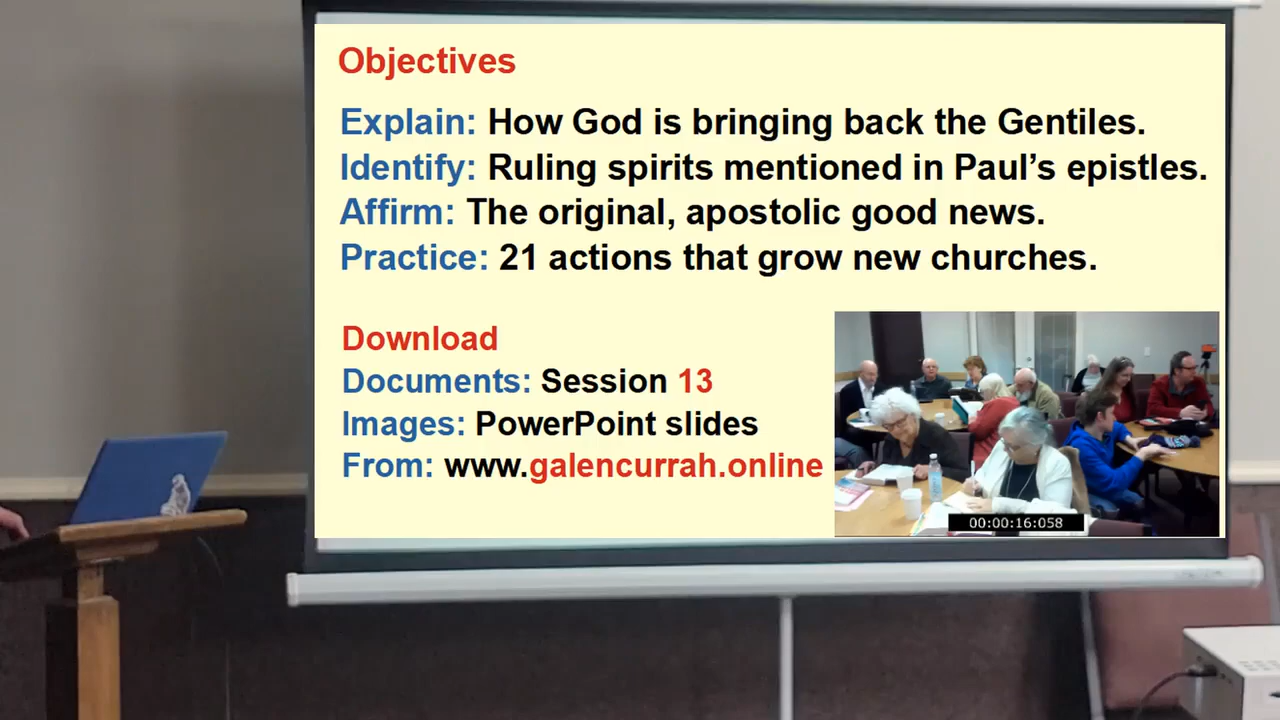 Objectives
Explain: How God is bringing back the Gentiles.
Identify: Ruling spirits mentioned in Paul’s epistles.
Affirm: The original, apostolic good news.
Practice: 21 actions that grow new churches.
Download
Documents: Session 13
Images: PowerPoint slides
From: www.galencurrah.online
00:00:16:058